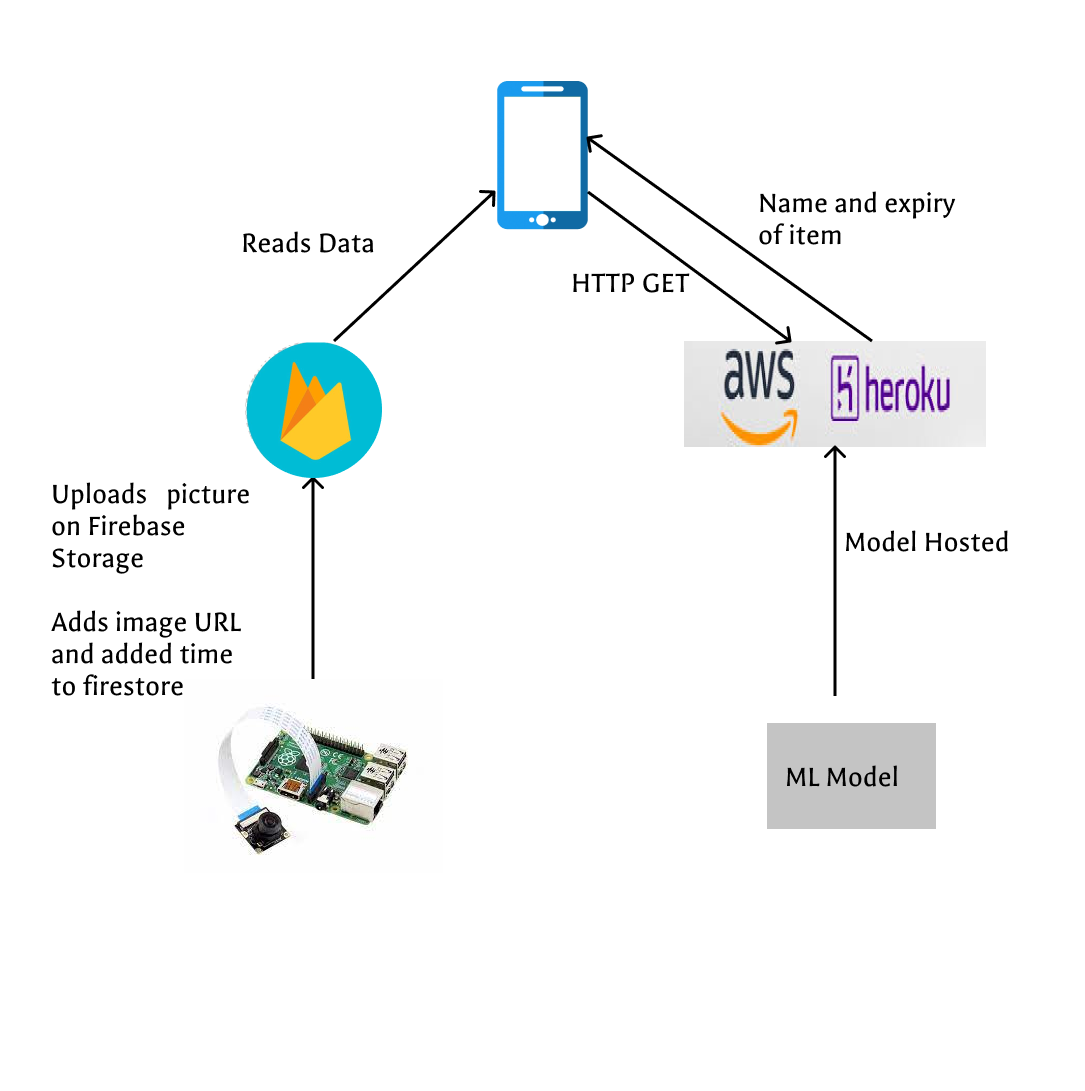 Reads Data
HTTP GET
Name and expiry
of item
aws
heroku
Uploads picture
on Firebase
Storage
Adds image URL
and added time
to firestore
Model Hosted
ML Model